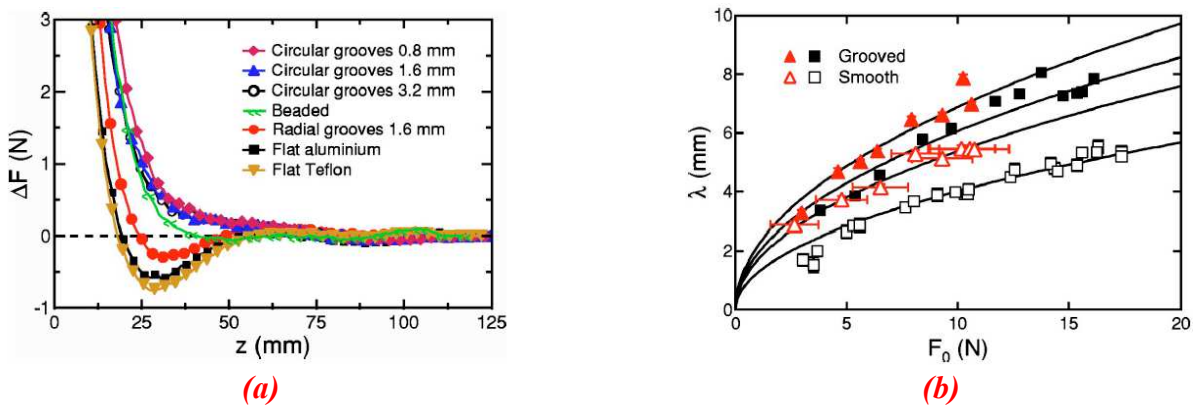 3
2
1
0
-1
ΔF (N)
Circular grooves 0.8 mm
Circular grooves 1.6 mm
Circular grooves 3.2 mm
Beaded
Radial grooves 1.6 mm
Flat aluminium
Flat Teflon
0 25 50 75 100 125
z (mm)
(a)
10
8
6
4
2
0
λ (mm)
Grooved
Smooth
0 5 10 15 20
F₀ (N)
(b)